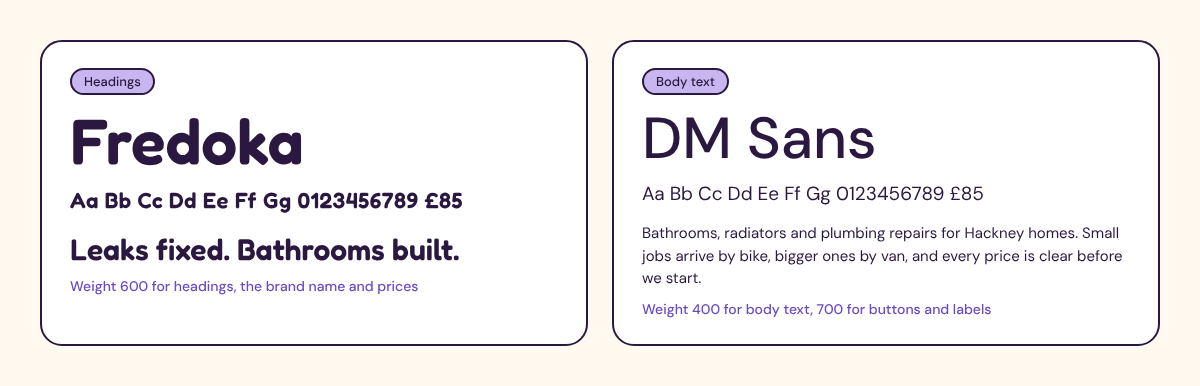 Headings
Fredoka
Aa Bb Cc Dd Ee Ff Gg 0123456789 £85
Leaks fixed. Bathrooms built.
Weight 600 for headings, the brand name and prices
Body text
DM Sans
Aa Bb Cc Dd Ee Ff Gg 0123456789 £85
Bathrooms, radiators and plumbing repairs for Hackney homes. Small
jobs arrive by bike, bigger ones by van, and every price is clear before
we start.
Weight 400 for body text, 700 for buttons and labels